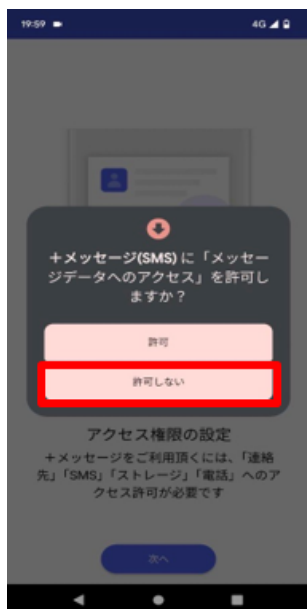 19:59
4G
＋メッセージ(SMS) に「メッセー
ジデータへのアクセス」を許可し
ますか？
許可
許可しない
アクセス権限の設定
＋メッセージをご利用頂くには、「連絡
先」「SMS」「ストレージ」「電話」へのア
クセス許可が必要です
次へ